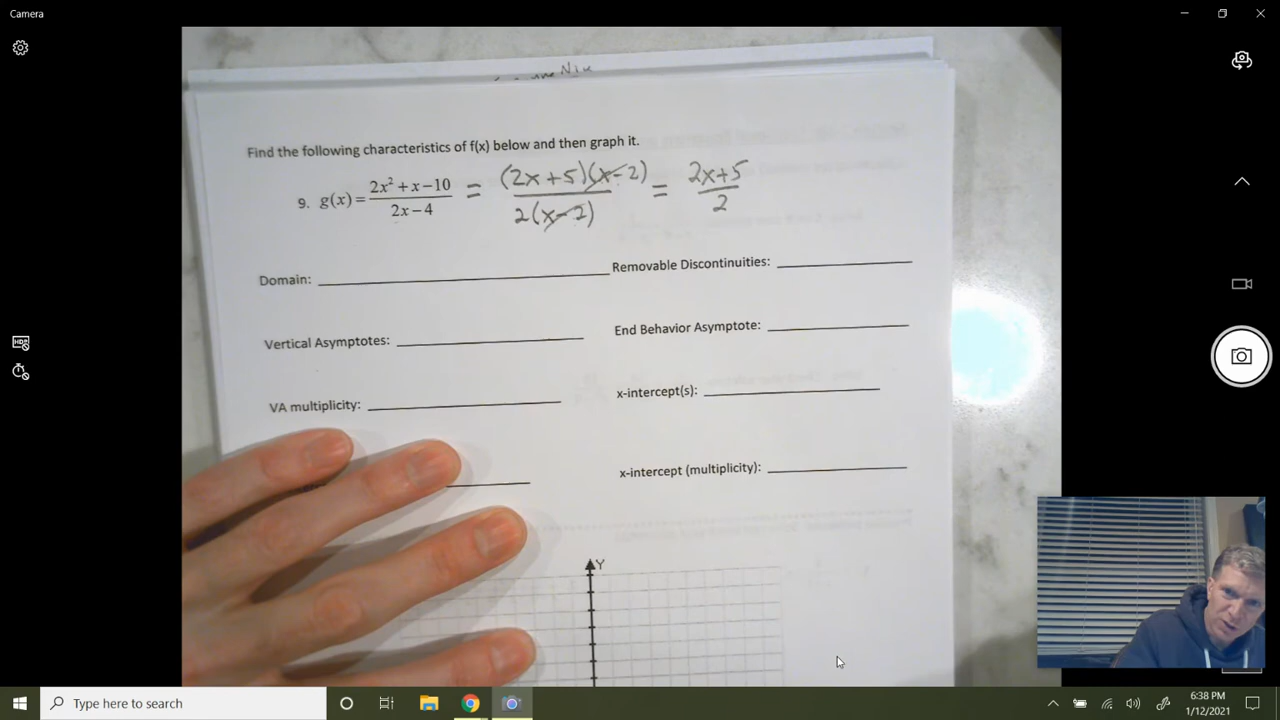 Camera
Find the following characteristics of f(x) below and then graph it.
9. g(x) = (2x² + x − 10)/(2x − 4) = (2x + 5)(x − 2)/2(x − 2) = (2x + 5)/2
Domain: Removable Discontinuities:
Vertical Asymptotes: End Behavior Asymptote:
VA multiplicity: x-intercept(s):
x-intercept (multiplicity):
Y
Type here to search
6:38 PM
1/12/2021